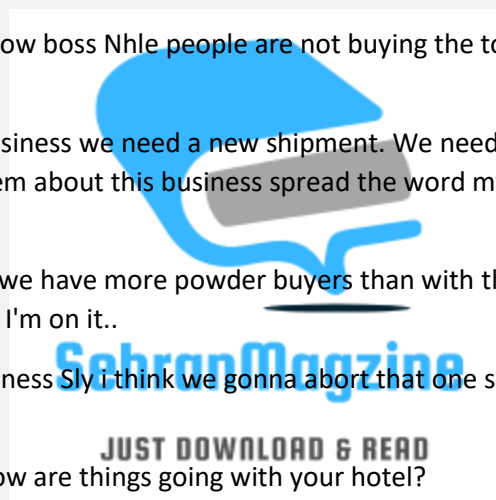 ow boss Nhle people are not buying the to
siness we need a new shipment. We need
em about this business spread the word m
we have more powder buyers than with th
I'm on it..
ness Sly i think we gonna abort that one s
SehranMagzine
JUST DOWNLOAD & READ
ow are things going with your hotel?